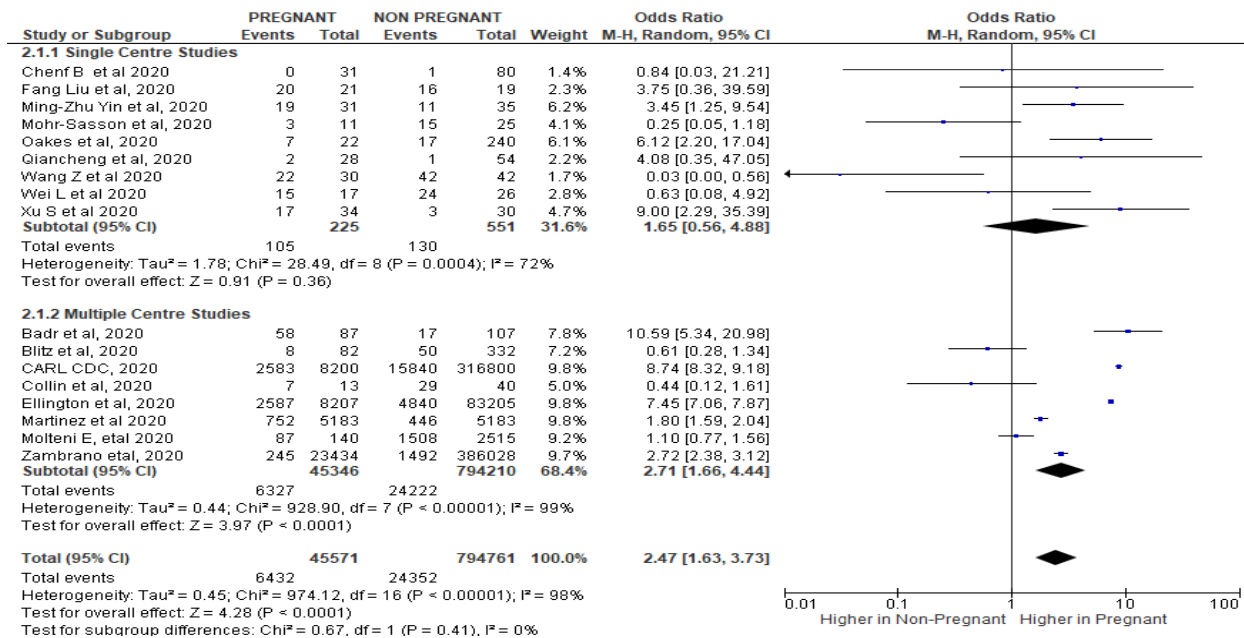 PREGNANT NON PREGNANT Odds Ratio Odds Ratio
Study or Subgroup Events Total Events Total Weight M-H, Random, 95% CI M-H, Random, 95% CI
2.1.1 Single Centre Studies
Chenf B et al 2020 0 31 1 80 1.4% 0.84 [0.03, 21.21]
Fang Liu et al, 2020 20 21 16 19 2.3% 3.75 [0.36, 39.59]
Ming-Zhu Yin et al, 2020 19 31 11 35 6.2% 3.45 [1.25, 9.54]
Mohr-Sasson et al, 2020 3 11 15 25 4.1% 0.25 [0.05, 1.18]
Oakes et al, 2020 7 22 17 240 6.1% 6.12 [2.20, 17.04]
Qiancheng et al, 2020 2 28 1 54 2.2% 4.08 [0.35, 47.05]
Wang Z et al 2020 22 30 42 42 1.7% 0.03 [0.00, 0.56]
Wei L et al 2020 15 17 24 26 2.8% 0.63 [0.08, 4.92]
Xu S et al 2020 17 34 3 30 4.7% 9.00 [2.29, 35.39]
Subtotal (95% CI) 225 551 31.6% 1.65 [0.56, 4.88]
Total events 105 130
Heterogeneity: Tau² = 1.78; Chi² = 28.49, df = 8 (P = 0.0004); I² = 72%
Test for overall effect: Z = 0.91 (P = 0.36)
2.1.2 Multiple Centre Studies
Badr et al, 2020 58 87 17 107 7.8% 10.59 [5.34, 20.98]
Blitz et al, 2020 8 82 50 332 7.2% 0.61 [0.28, 1.34]
CARL CDC, 2020 2583 8200 15840 316800 9.8% 8.74 [8.32, 9.18]
Collin et al, 2020 7 13 29 40 5.0% 0.44 [0.12, 1.61]
Ellington et al, 2020 2587 8207 4840 83205 9.8% 7.45 [7.06, 7.87]
Martinez et al 2020 752 5183 446 5183 9.8% 1.80 [1.59, 2.04]
Molteni E, etal 2020 87 140 1508 2515 9.2% 1.10 [0.77, 1.56]
Zambrano etal, 2020 245 23434 1492 386028 9.7% 2.72 [2.38, 3.12]
Subtotal (95% CI) 45346 794210 68.4% 2.71 [1.66, 4.44]
Total events 6327 24222
Heterogeneity: Tau² = 0.44; Chi² = 928.90, df = 7 (P < 0.00001); I² = 99%
Test for overall effect: Z = 3.97 (P < 0.0001)
Total (95% CI) 45571 794761 100.0% 2.47 [1.63, 3.73]
Total events 6432 24352
Heterogeneity: Tau² = 0.45; Chi² = 974.12, df = 16 (P < 0.00001); I² = 98%
Test for overall effect: Z = 4.28 (P < 0.0001)
Test for subgroup differences: Chi² = 0.67, df = 1 (P = 0.41), I² = 0%
0.01 0.1 1 10 100
Higher in Non-Pregnant Higher in Pregnant